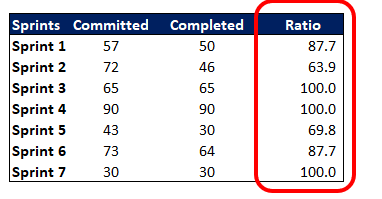 Sprints Committed Completed Ratio
Sprint 1 57 50 87.7
Sprint 2 72 46 63.9
Sprint 3 65 65 100.0
Sprint 4 90 90 100.0
Sprint 5 43 30 69.8
Sprint 6 73 64 87.7
Sprint 7 30 30 100.0